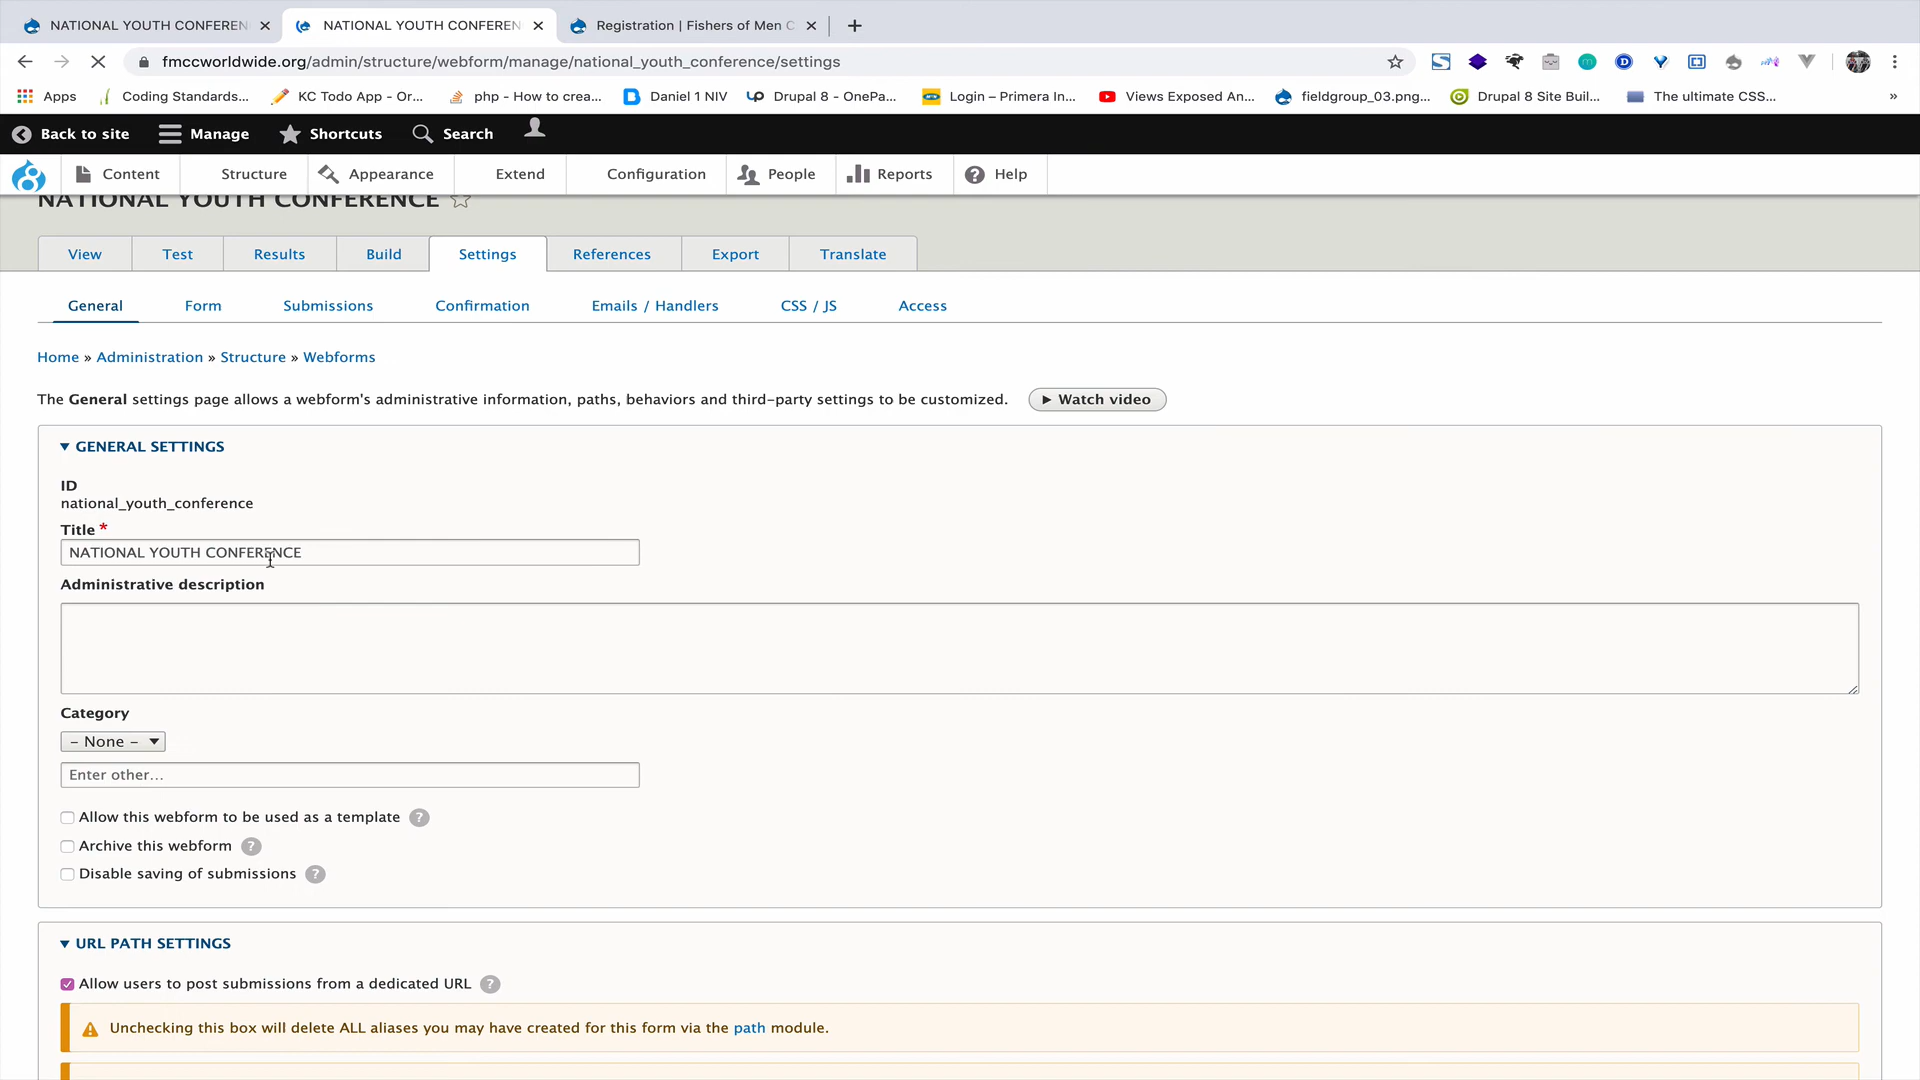 NATIONAL YOUTH CONFEREN
NATIONAL YOUTH CONFEREN
Registration | Fishers of Men C
fmccworldwide.org/admin/structure/webform/manage/national_youth_conference/settings
Apps
Coding Standards...
KC Todo App - Or...
php - How to crea...
Daniel 1 NIV
Drupal 8 - OnePa...
Login – Primera In...
Views Exposed An...
fieldgroup_03.png...
Drupal 8 Site Buil...
The ultimate CSS...
»
Back to site
Manage
Shortcuts
Search
Content
Structure
Appearance
Extend
Configuration
People
Reports
Help
NATIONAL YOUTH CONFERENCE
View
Test
Results
Build
Settings
References
Export
Translate
General
Form
Submissions
Confirmation
Emails / Handlers
CSS / JS
Access
Home » Administration » Structure » Webforms
The General settings page allows a webform's administrative information, paths, behaviors and third-party settings to be customized.
Watch video
GENERAL SETTINGS
ID
national_youth_conference
Title *
NATIONAL YOUTH CONFERENCE
Administrative description
Category
– None –
Enter other...
Allow this webform to be used as a template ?
Archive this webform ?
Disable saving of submissions ?
URL PATH SETTINGS
Allow users to post submissions from a dedicated URL ?
Unchecking this box will delete ALL aliases you may have created for this form via the path module.